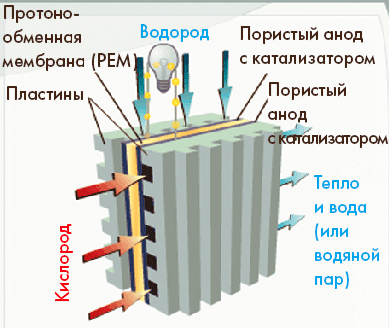 Протоно-
обменная
мембрана (PEM)
Пластины
Водород
Пористый анод
с катализатором
Пористый
анод
с катализатором
Тепло
и вода
(или
водяной
пар)
Кислород